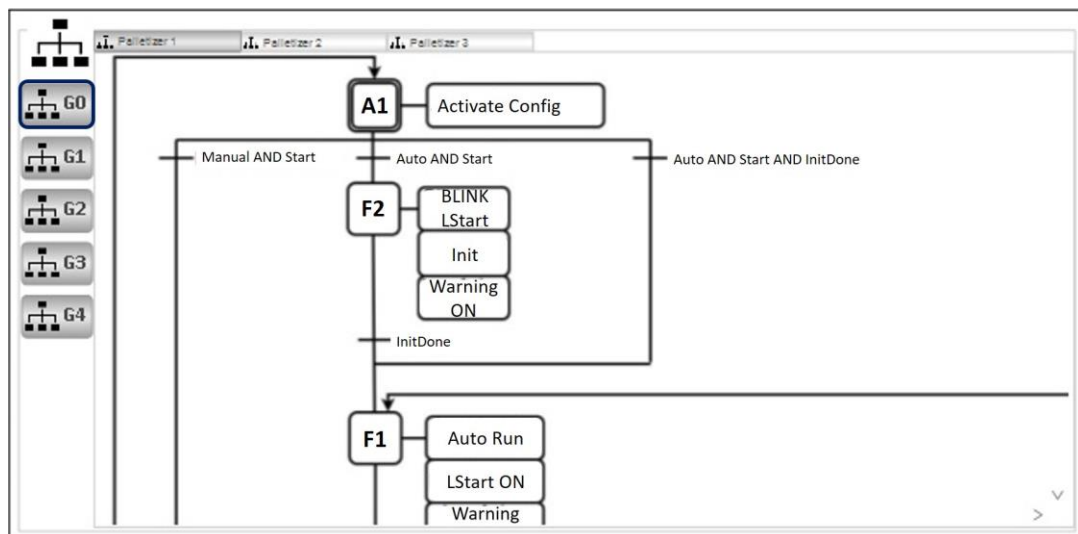 Palletizer 1
Palletizer 2
Palletizer 3
G0
A1
Activate Config
G1
Manual AND Start
Auto AND Start
Auto AND Start AND InitDone
G2
F2
BLINK
LStart
G3
Init
G4
Warning
ON
InitDone
F1
Auto Run
LStart ON
Warning